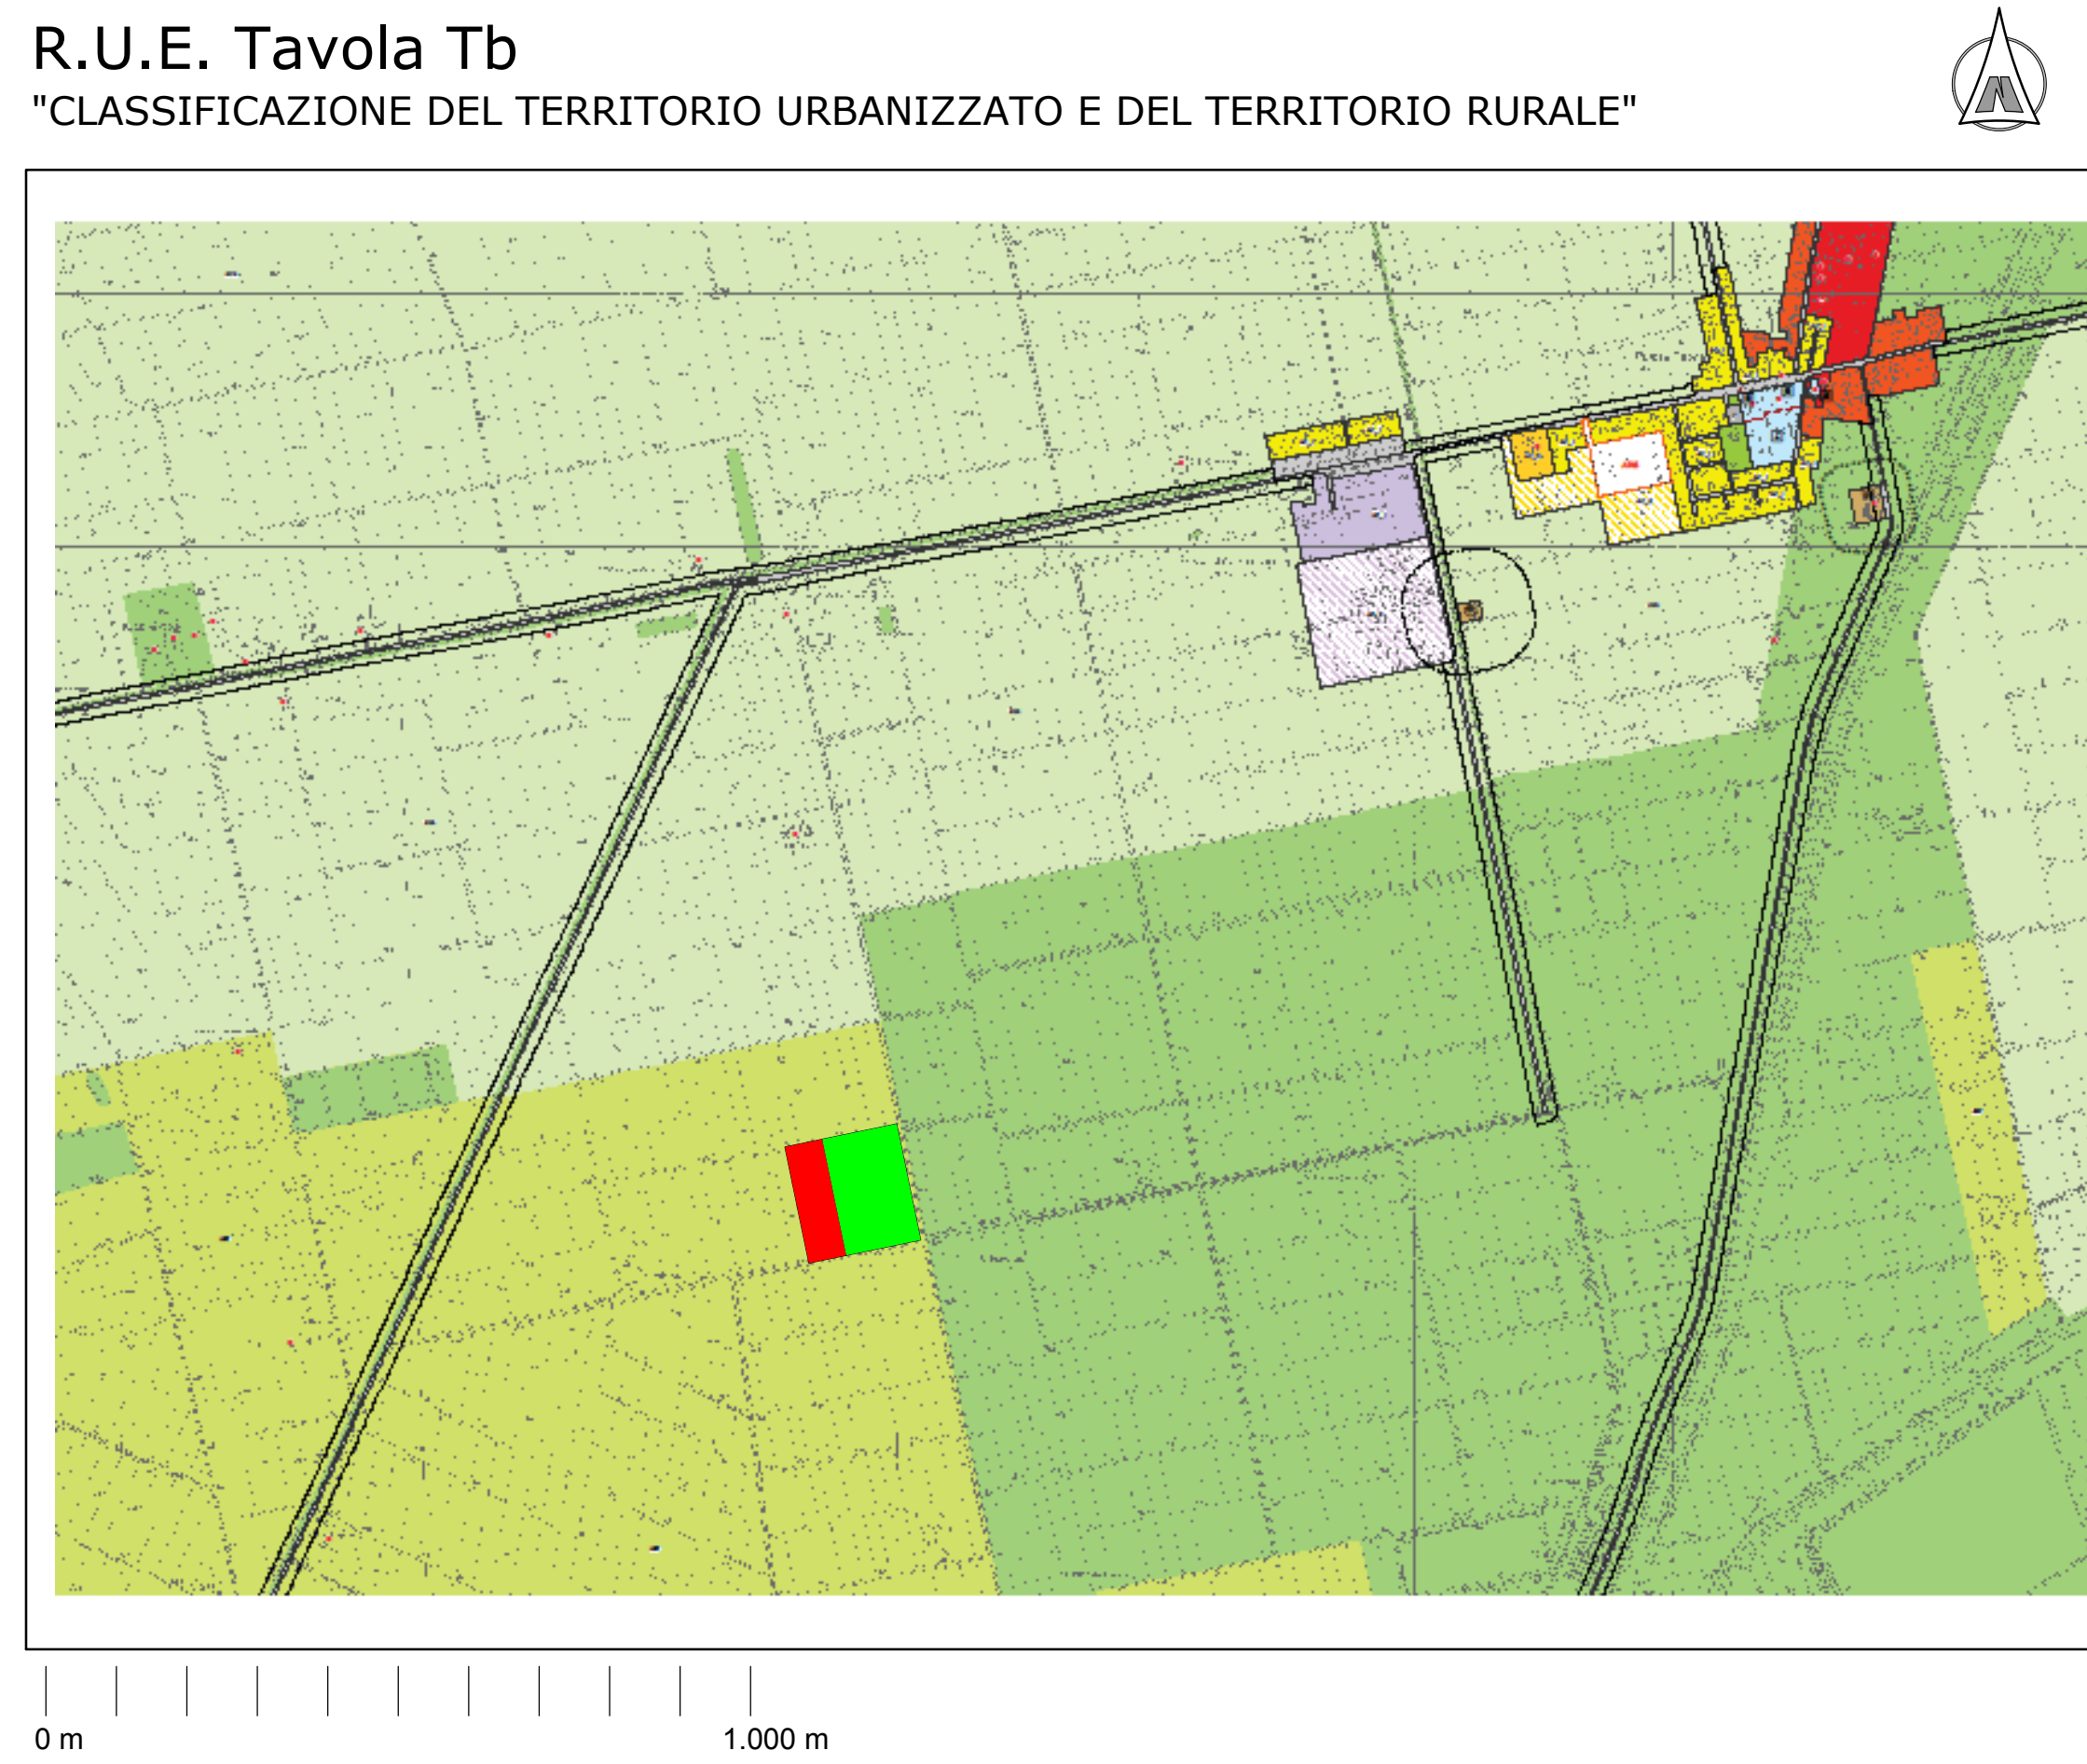 R.U.E. Tavola Tb
"CLASSIFICAZIONE DEL TERRITORIO URBANIZZATO E DEL TERRITORIO RURALE"
N
0 m
1.000 m